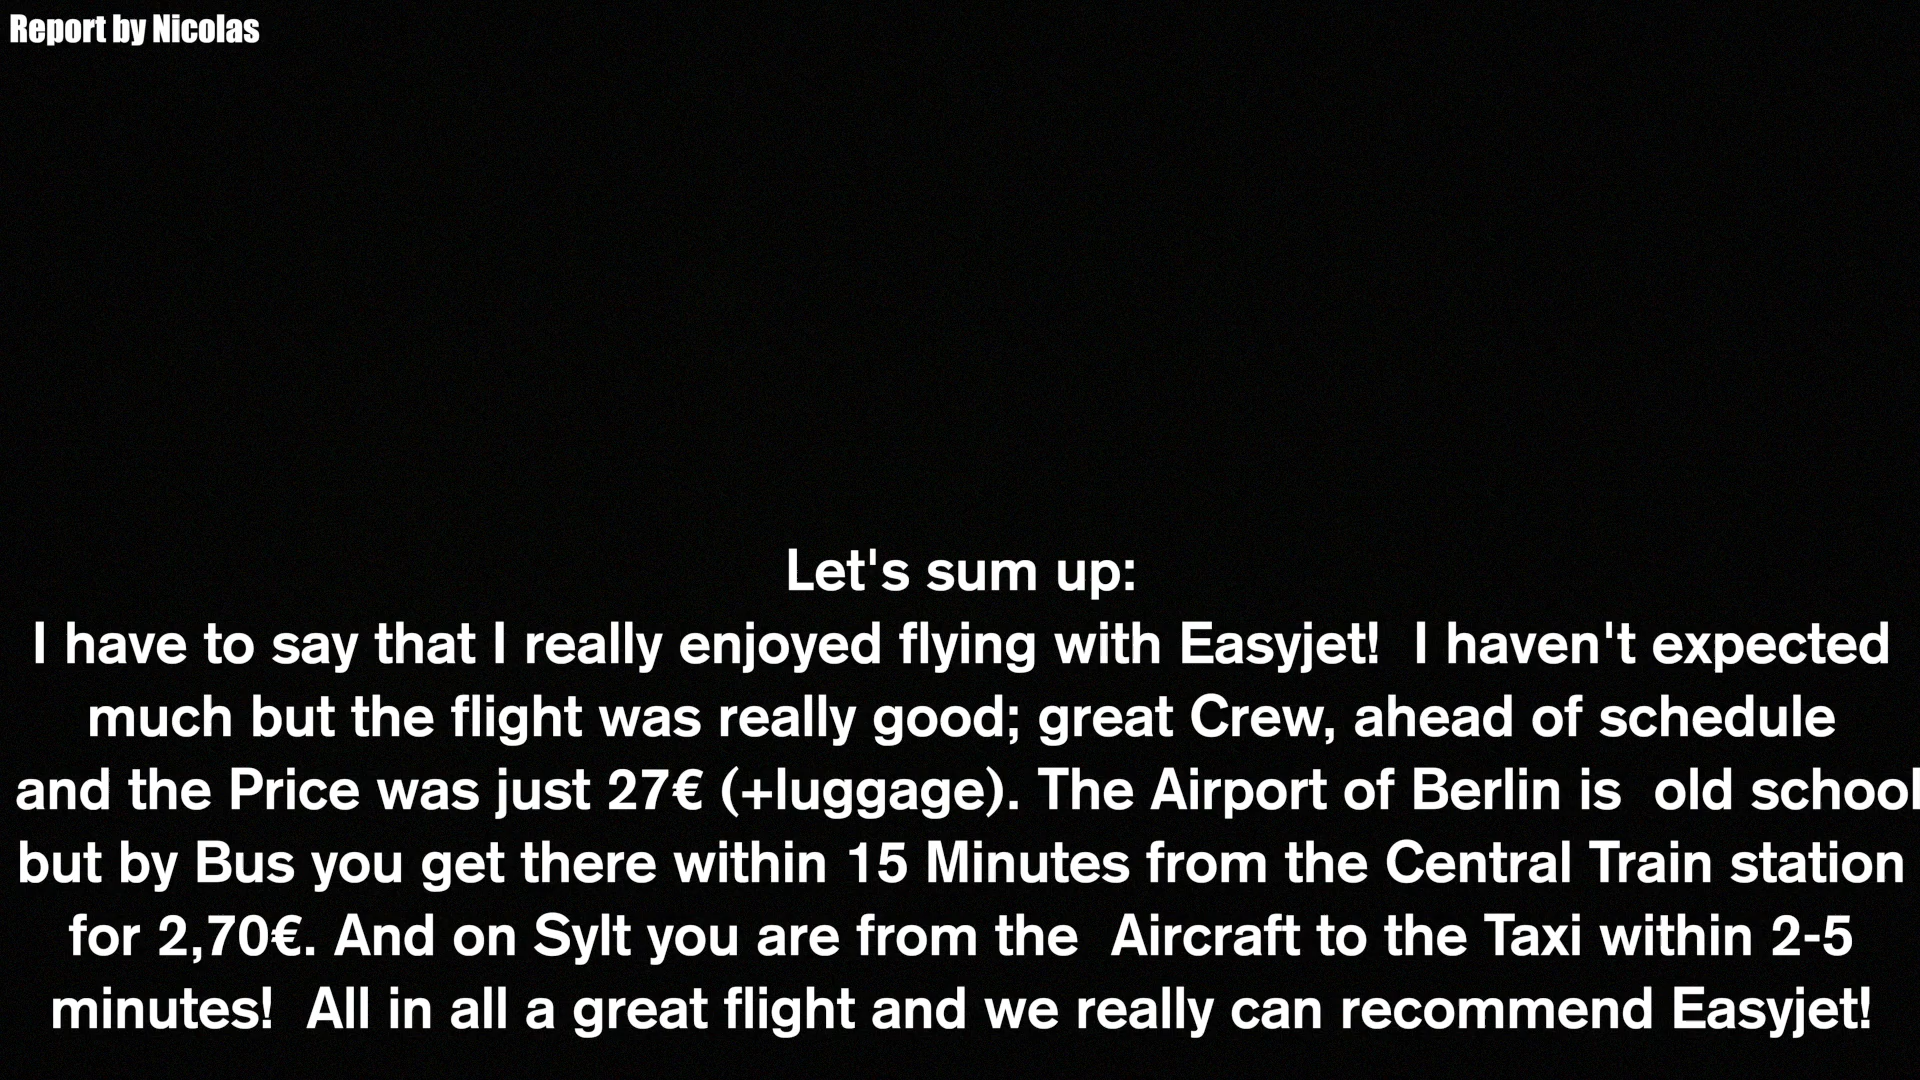 Report by Nicolas
Let's sum up:
I have to say that I really enjoyed flying with Easyjet!  I haven't expected
much but the flight was really good; great Crew, ahead of schedule
and the Price was just 27€ (+luggage). The Airport of Berlin is  old school
but by Bus you get there within 15 Minutes from the Central Train station
for 2,70€. And on Sylt you are from the  Aircraft to the Taxi within 2-5
minutes!  All in all a great flight and we really can recommend Easyjet!